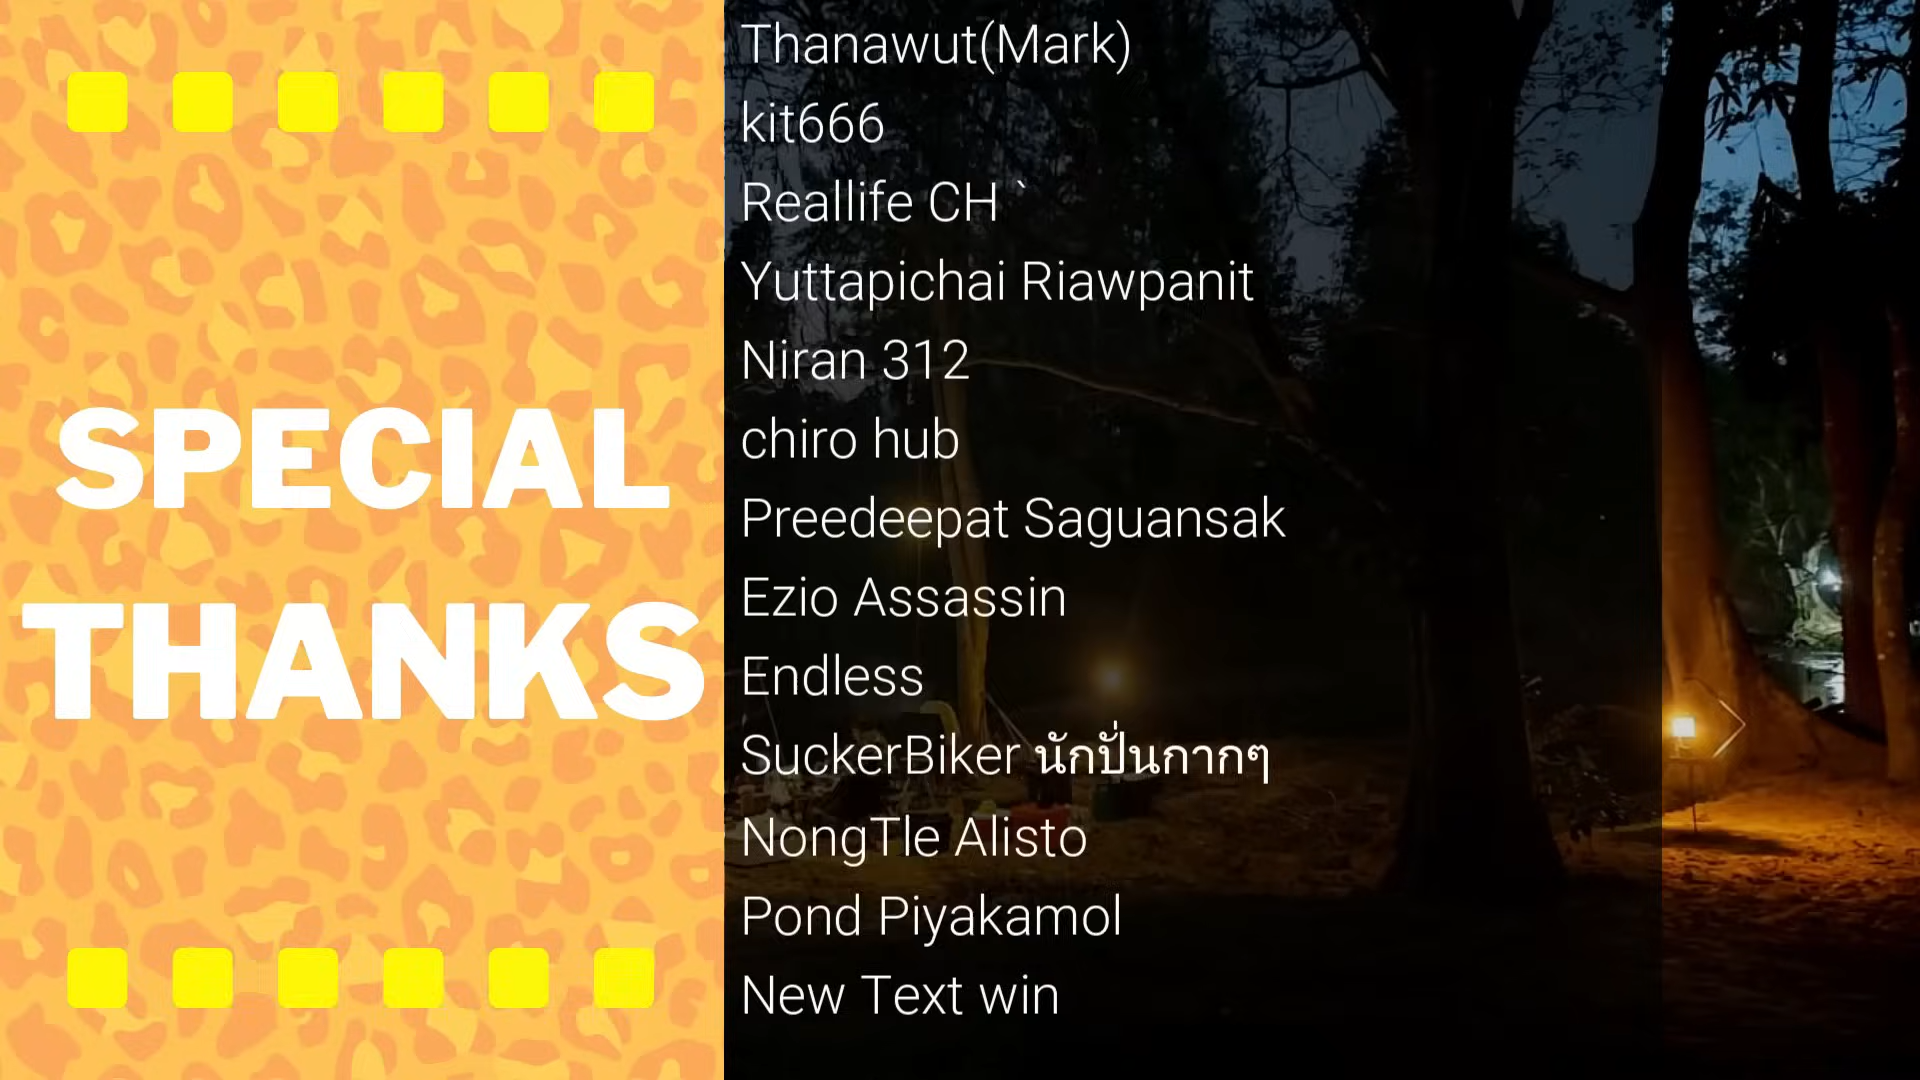 SPECIAL
THANKS
Thanawut(Mark)
kit666
Reallife CH `
Yuttapichai Riawpanit
Niran 312
chiro hub
Preedeepat Saguansak
Ezio Assassin
Endless
SuckerBiker นักปั่นกากๆ
NongTle Alisto
Pond Piyakamol
New Text win